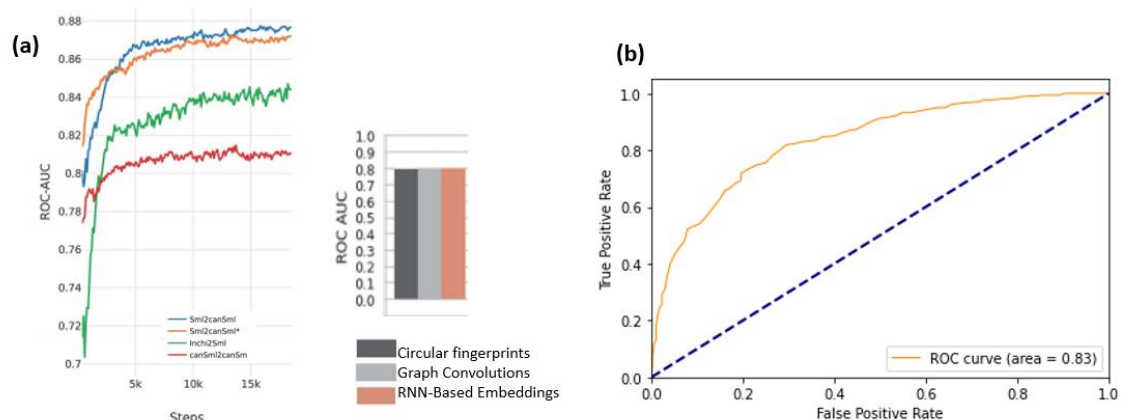 (a)
0.88
0.86
0.84
0.82
0.8
0.78
0.76
0.74
0.72
0.7
ROC-AUC
5k
10k
15k
Steps
Sml2canSml
Sml2canSml*
Inchi2Sml
canSml2canSm
1.0
0.9
0.8
0.7
0.6
0.5
0.4
0.3
0.2
0.1
0.0
ROC AUC
Circular fingerprints
Graph Convolutions
RNN-Based Embeddings
(b)
1.0
0.8
0.6
0.4
0.2
0.0
True Positive Rate
ROC curve (area = 0.83)
0.0
0.2
0.4
0.6
0.8
1.0
False Positive Rate